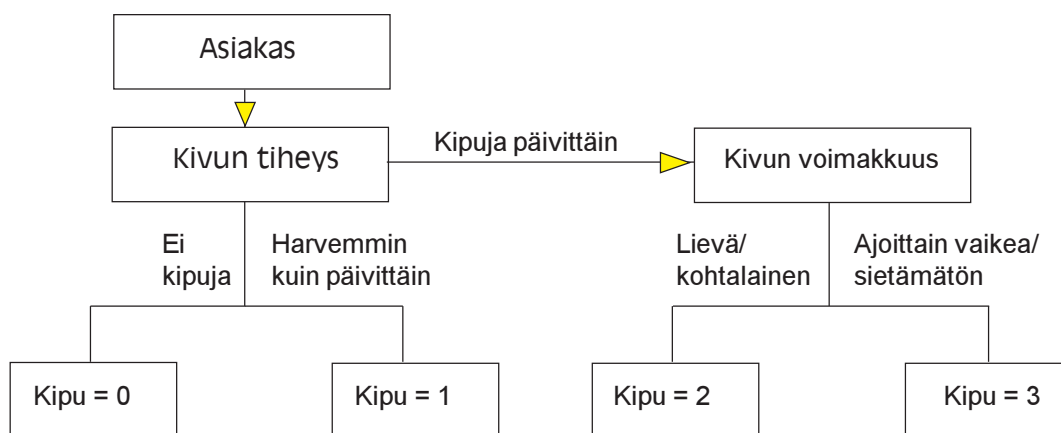 Asiakas
Kivun tiheys
Kipuja päivittäin
Kivun voimakkuus
Ei
kipuja
Harvemmin
kuin päivittäin
Lievä/
kohtalainen
Ajoittain vaikea/
sietämätön
Kipu = 0
Kipu = 1
Kipu = 2
Kipu = 3